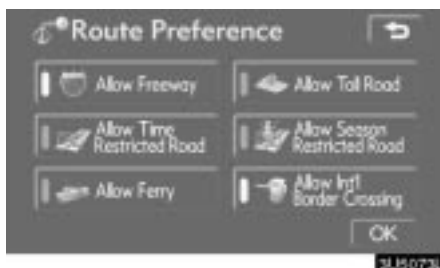 Route Preference
Allow Freeway
Allow Toll Road
Allow Time
Restricted Road
Allow Season
Restricted Road
Allow Ferry
Allow Int'l
Border Crossing
OK
3U5073